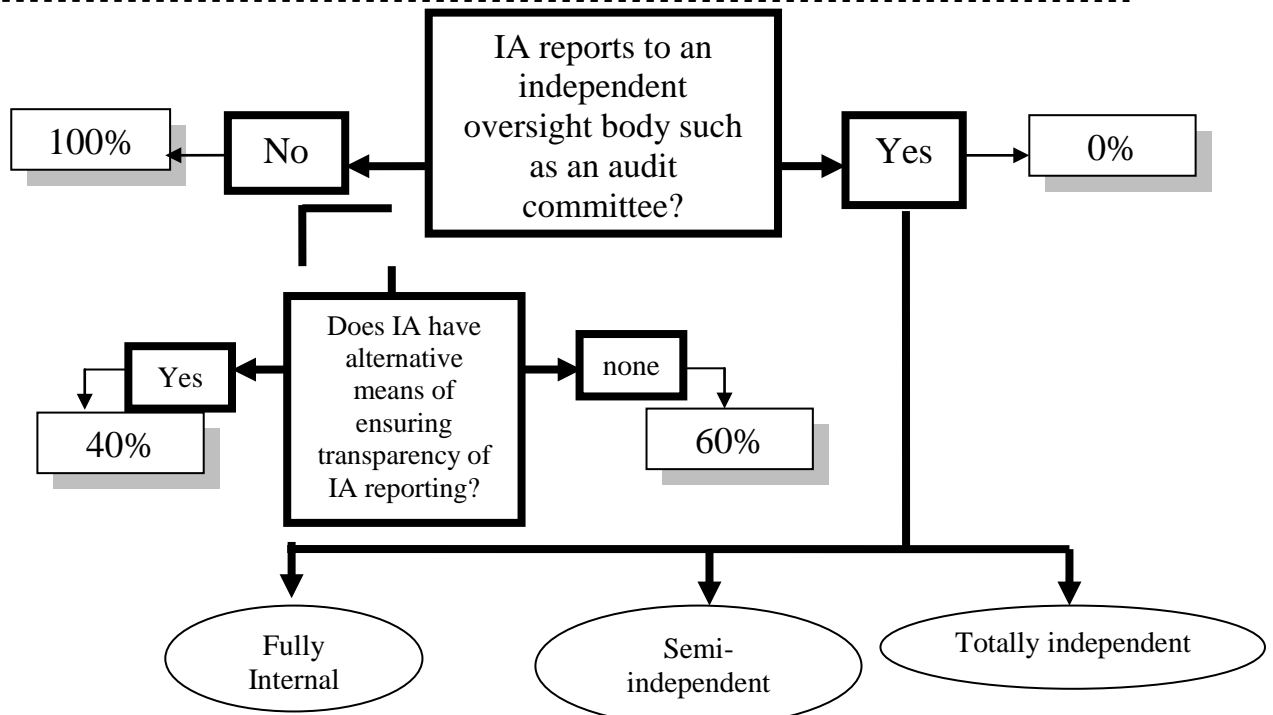 IA reports to an
independent
oversight body such
as an audit
committee?
100%
No
Yes
0%
Does IA have
alternative
means of
ensuring
transparency of
IA reporting?
Yes
none
40%
60%
Fully
Internal
Semi-
independent
Totally independent